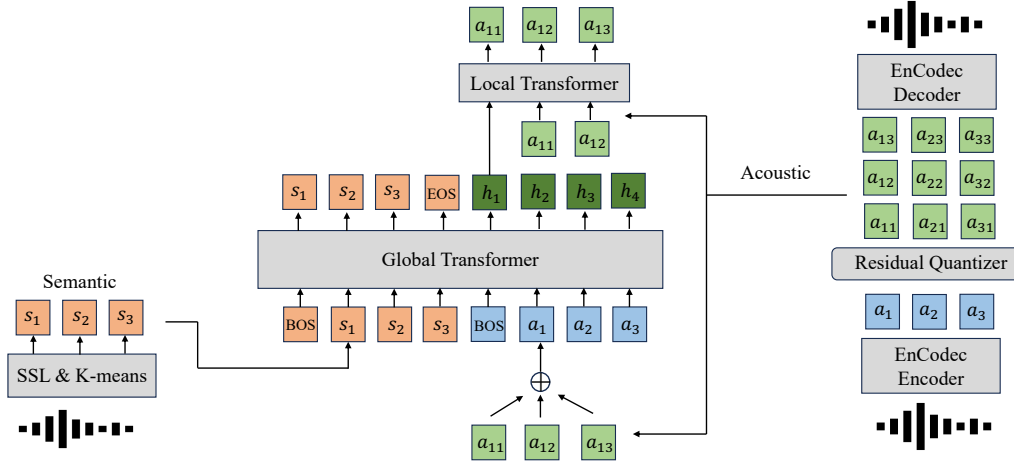 a₁₁ a₁₂ a₁₃
Local Transformer
a₁₁ a₁₂
s₁ s₂ s₃ EOS h₁ h₂ h₃ h₄
Global Transformer
BOS s₁ s₂ s₃ BOS a₁ a₂ a₃
a₁₁ a₁₂ a₁₃
Semantic
s₁ s₂ s₃
SSL & K-means
Acoustic
EnCodec
Decoder
a₁₃ a₂₃ a₃₃
a₁₂ a₂₂ a₃₂
a₁₁ a₂₁ a₃₁
Residual Quantizer
a₁ a₂ a₃
EnCodec
Encoder